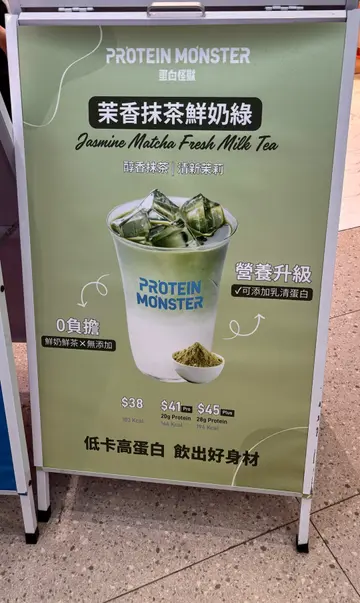 PROTEIN MONSTER
蛋白怪獸
茉香抹茶鮮奶綠
Jasmine Matcha Fresh Milk Tea
醇香抹茶 | 清新茉莉
PROTEIN
MONSTER
營養升級
✓可添加乳清蛋白
0負擔
鮮奶鮮茶×無添加
$38 $41 Pro $45 Plus
20g Protein 28g Protein
低卡高蛋白 飲出好身材